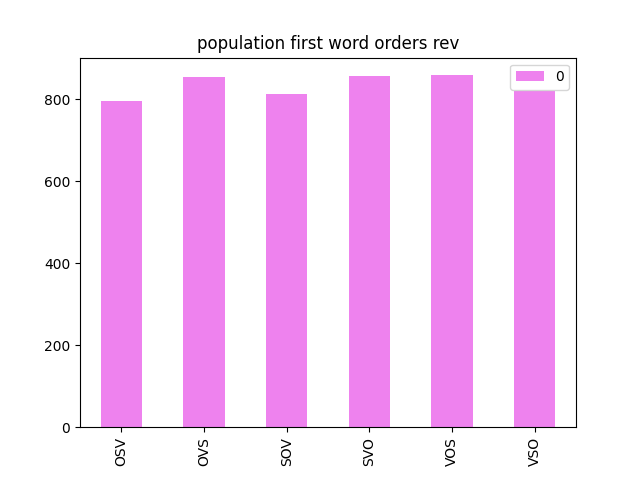 population first word orders rev
0
800
600
400
200
0
OSV
OVS
SOV
SVO
VOS
VSO